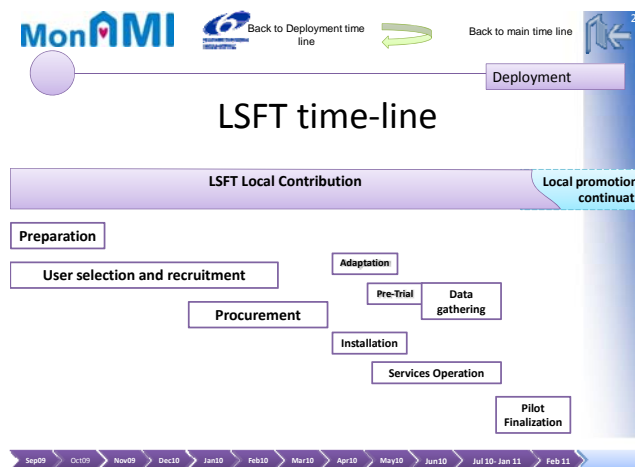 MonAMI
Back to Deployment time
line
Back to main time line
2
Deployment
LSFT time-line
LSFT Local Contribution
Local promotion
continuat
Preparation
User selection and recruitment
Adaptation
Pre-Trial
Data
gathering
Procurement
Installation
Services Operation
Pilot
Finalization
Sep09
Oct09
Nov09
Dec10
Jan10
Feb10
Mar10
Apr10
May10
Jun10
Jul 10- Jan 11
Feb 11